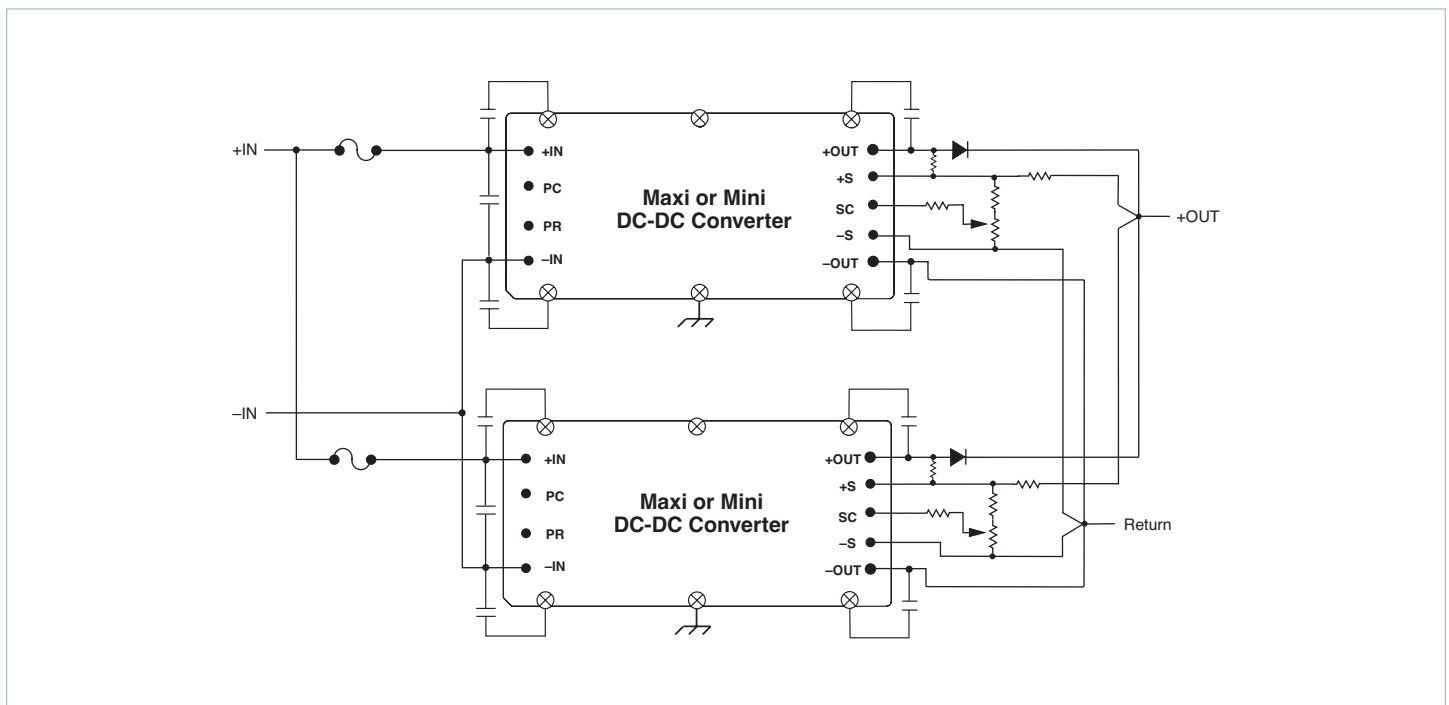 +IN
–IN
+IN
PC
PR
–IN
Maxi or Mini
DC-DC Converter
+OUT
+S
SC
–S
–OUT
+IN
PC
PR
–IN
Maxi or Mini
DC-DC Converter
+OUT
+S
SC
–S
–OUT
+OUT
Return